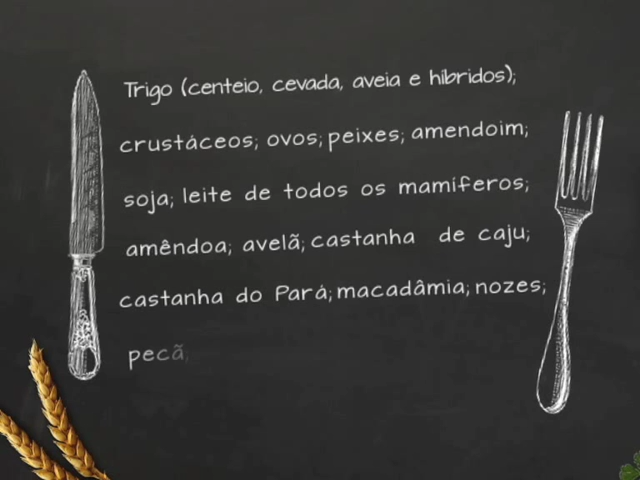 Trigo (centeio, cevada, aveia e híbridos);
crustáceos; ovos; peixes; amendoim;
soja; leite de todos os mamíferos;
amêndoa; avelã; castanha de caju;
castanha do Pará; macadâmia; nozes;
pecã;